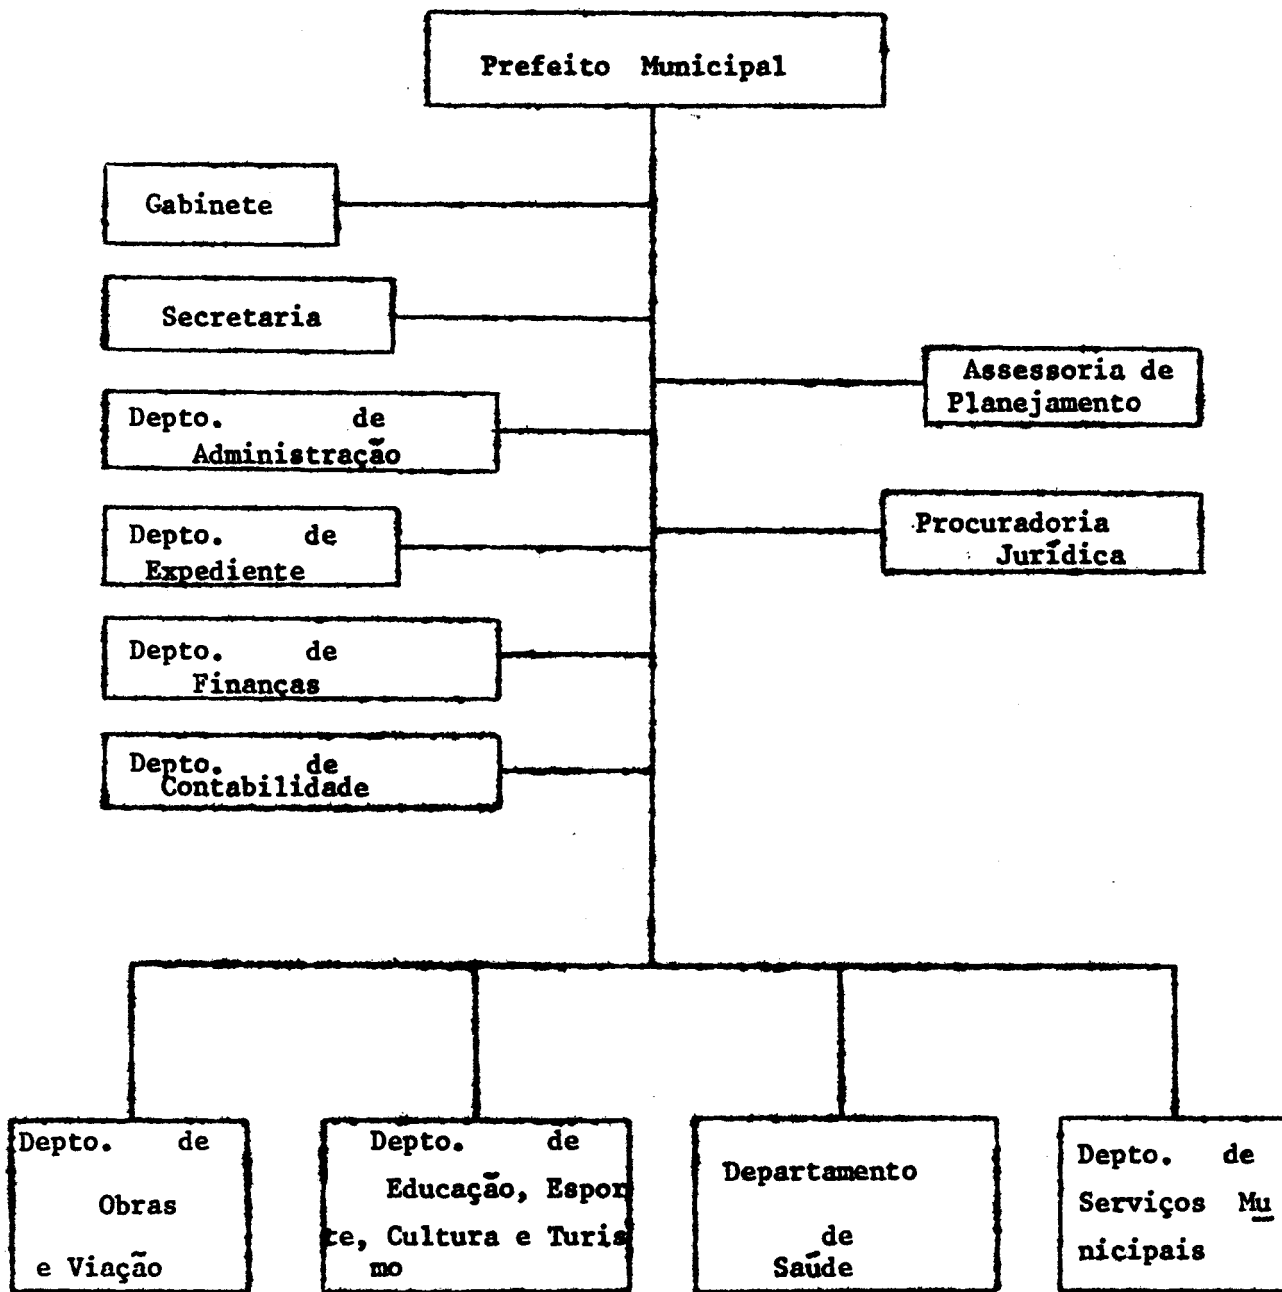 Prefeito Municipal
Gabinete
Secretaria
Assessoria de
Planejamento
Depto. de
Administração
Procuradoria
Jurídica
Depto. de
Expediente
Depto. de
Finanças
Depto. de
Contabilidade
Depto. de
Obras
e Viação
Depto. de
Educação, Espor
te, Cultura e Turis
mo
Departamento
de
Saúde
Depto. de
Serviços Mu
nicipais